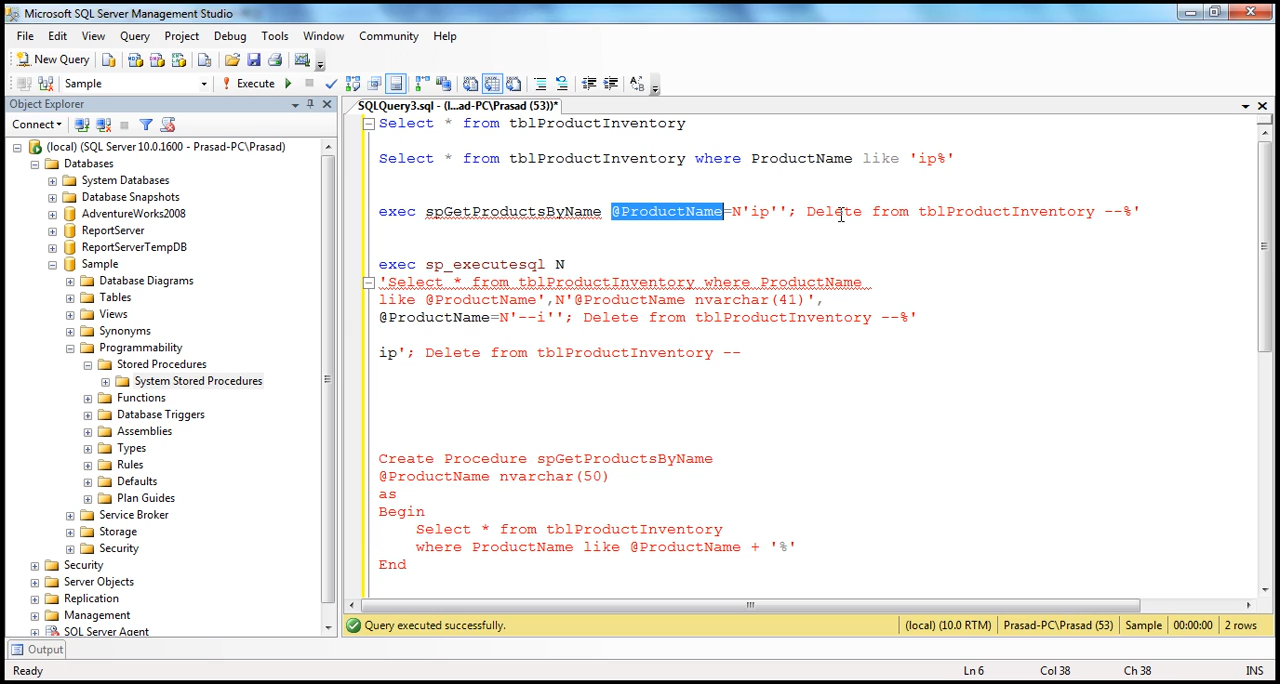 Microsoft SQL Server Management Studio
File Edit View Query Project Debug Tools Window Community Help
New Query
Sample Execute
Object Explorer
SQLQuery3.sql - (l...ad-PC\Prasad (53))*
Connect
(local) (SQL Server 10.0.1600 - Prasad-PC\Prasad)
Databases
System Databases
Database Snapshots
AdventureWorks2008
ReportServer
ReportServerTempDB
Sample
Database Diagrams
Tables
Views
Synonyms
Programmability
Stored Procedures
System Stored Procedures
Functions
Database Triggers
Assemblies
Types
Rules
Defaults
Plan Guides
Service Broker
Storage
Security
Security
Server Objects
Replication
Management
SQL Server Agent
Select * from tblProductInventory
Select * from tblProductInventory where ProductName like 'ip%'
exec spGetProductsByName @ProductName=N'ip''; Delete from tblProductInventory --%'
exec sp_executesql N
'Select * from tblProductInventory where ProductName
like @ProductName',N'@ProductName nvarchar(41)',
@ProductName=N'--i''; Delete from tblProductInventory --%'
ip'; Delete from tblProductInventory --
Create Procedure spGetProductsByName
@ProductName nvarchar(50)
as
Begin
Select * from tblProductInventory
where ProductName like @ProductName + '%'
End
Query executed successfully. (local) (10.0 RTM) Prasad-PC\Prasad (53) Sample 00:00:00 2 rows
Output
Ready Ln 6 Col 38 Ch 38 INS